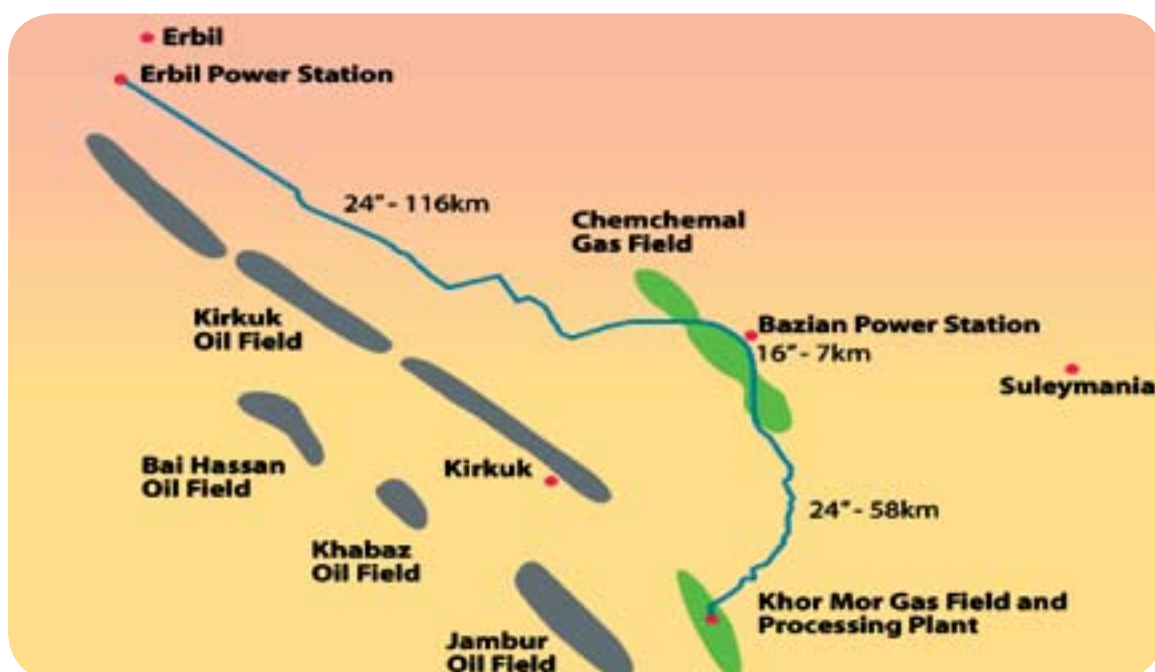 Erbil
Erbil Power Station
24" - 116km
Chemchemal
Gas Field
Kirkuk
Oil Field
Bazian Power Station
16" - 7km
Suleymania
Bai Hassan
Oil Field
Kirkuk
24" - 58km
Khabaz
Oil Field
Khor Mor Gas Field and
Processing Plant
Jambur
Oil Field